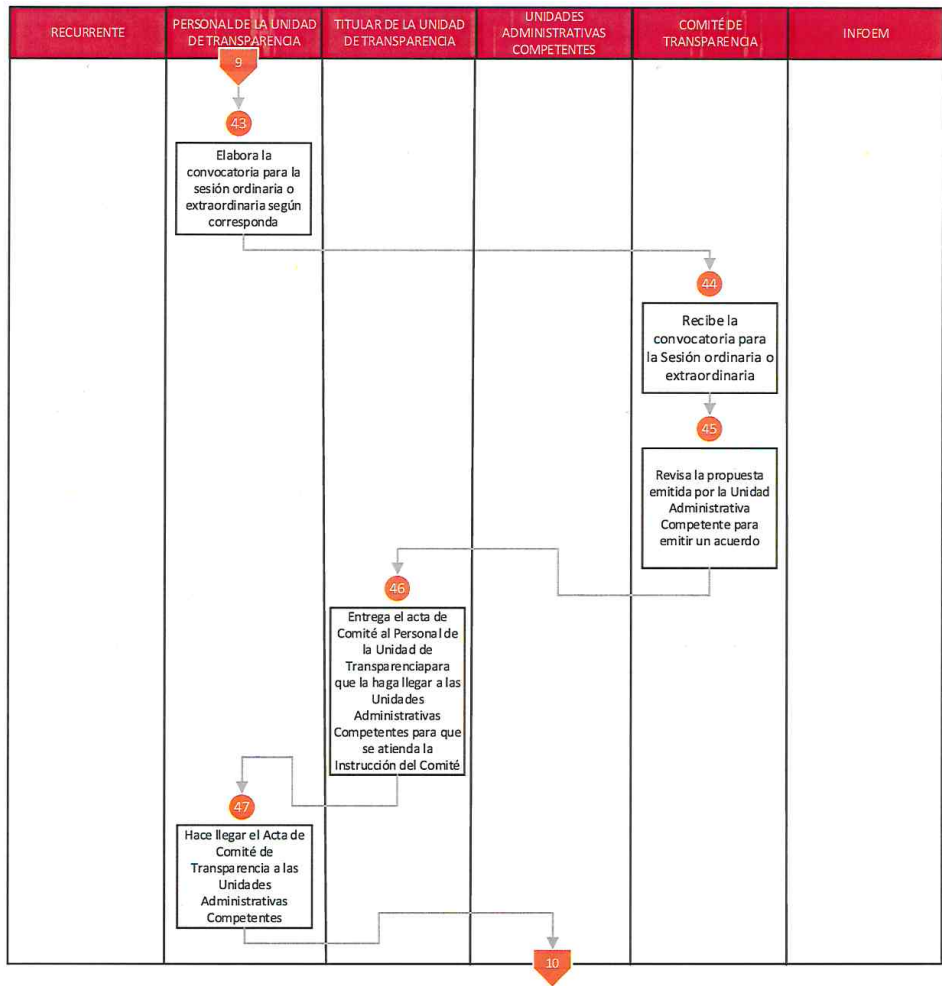 RECURRENTE
PERSONAL DE LA UNIDAD
DE TRANSPARENCIA
TITULAR DE LA UNIDAD
DE TRANSPARENCIA
UNIDADES
ADMINISTRATIVAS
COMPETENTES
COMITÉ DE
TRANSPARENCIA
INFOEM
9
43
Elabora la
convocatoria para la
sesión ordinaria o
extraordinaria según
corresponda
44
Recibe la
convocatoria para
la Sesión ordinaria o
extraordinaria
45
Revisa la propuesta
emitida por la Unidad
Administrativa
Competente para
emitir un acuerdo
46
Entrega el acta de
Comité al Personal de
la Unidad de
Transparenciapara
que la haga llegar a las
Unidades
Administrativas
Competentes para que
se atienda la
Instrucción del Comité
47
Hace llegar el Acta de
Comité de
Transparencia a las
Unidades
Administrativas
Competentes
10